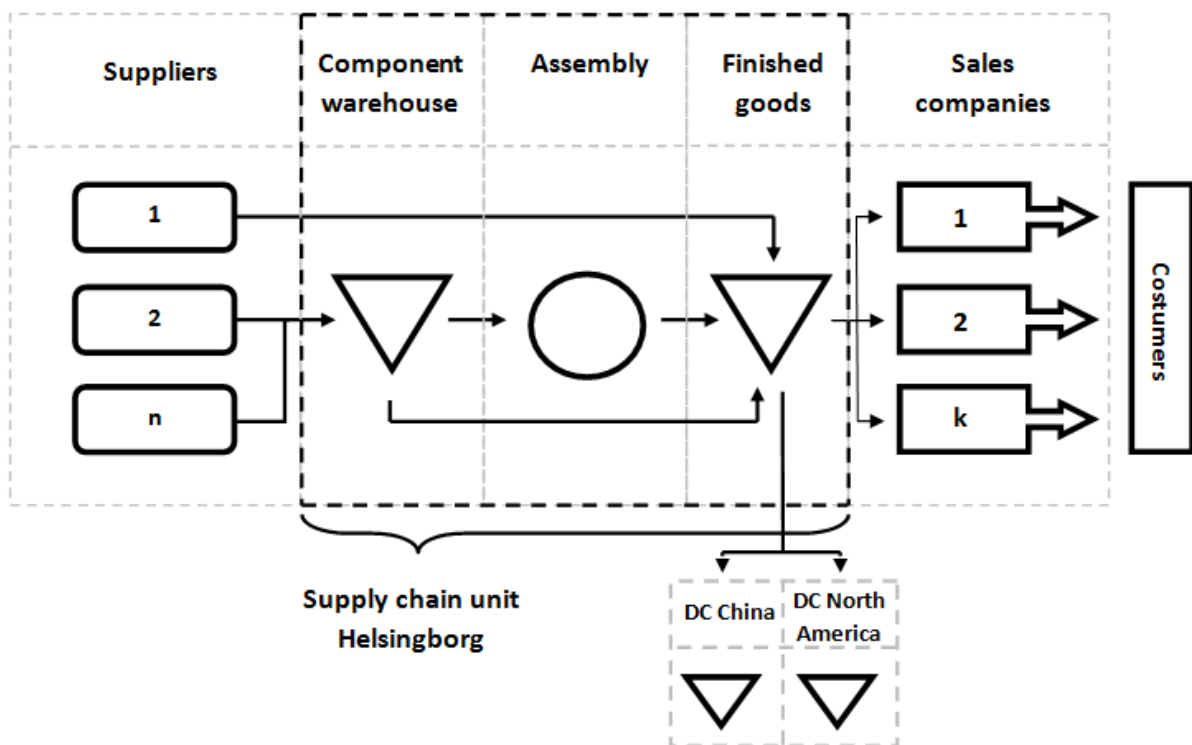 Suppliers
Component
warehouse
Assembly
Finished
goods
Sales
companies
1
2
n
1
2
k
Costumers
Supply chain unit
Helsingborg
DC China
DC North
America